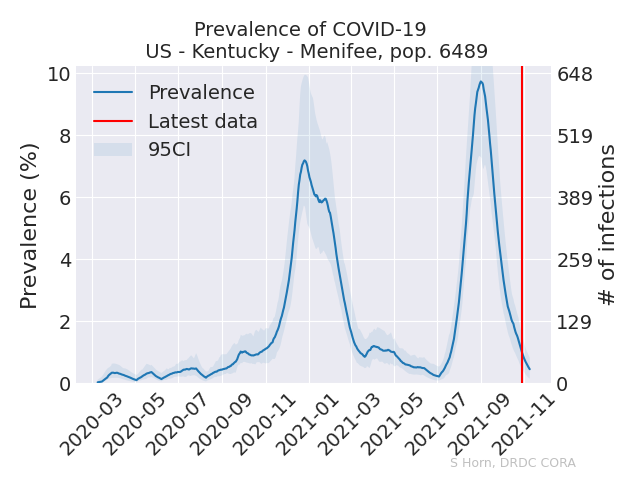 Prevalence of COVID-19
US - Kentucky - Menifee, pop. 6489
Prevalence
Latest data
95CI
Prevalence (%)
10
8
6
4
2
0
# of infections
648
519
389
259
129
0
2020-03
2020-05
2020-07
2020-09
2020-11
2021-01
2021-03
2021-05
2021-07
2021-09
2021-11
S Horn, DRDC CORA